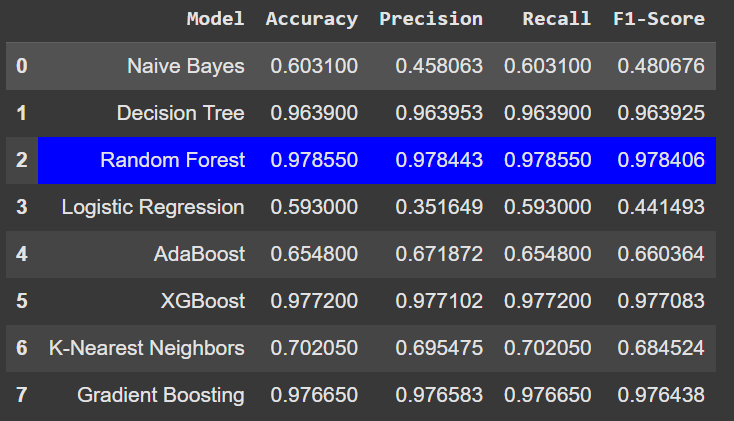 Model Accuracy Precision Recall F1-Score
0 Naive Bayes 0.603100 0.458063 0.603100 0.480676
1 Decision Tree 0.963900 0.963953 0.963900 0.963925
2 Random Forest 0.978550 0.978443 0.978550 0.978406
3 Logistic Regression 0.593000 0.351649 0.593000 0.441493
4 AdaBoost 0.654800 0.671872 0.654800 0.660364
5 XGBoost 0.977200 0.977102 0.977200 0.977083
6 K-Nearest Neighbors 0.702050 0.695475 0.702050 0.684524
7 Gradient Boosting 0.976650 0.976583 0.976650 0.976438